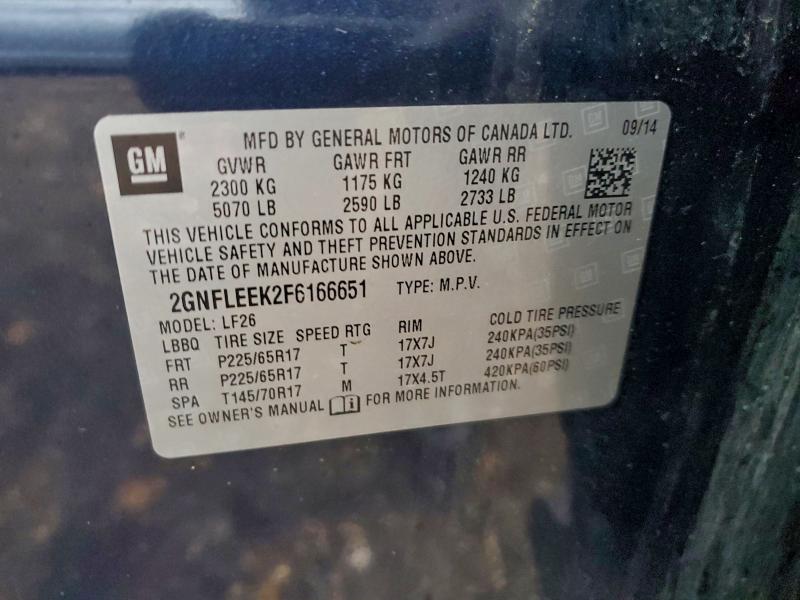 GM
MFD BY GENERAL MOTORS OF CANADA LTD. 09/14
GVWR GAWR FRT GAWR RR
2300 KG 1175 KG 1240 KG
5070 LB 2590 LB 2733 LB
THIS VEHICLE CONFORMS TO ALL APPLICABLE U.S. FEDERAL MOTOR
VEHICLE SAFETY AND THEFT PREVENTION STANDARDS IN EFFECT ON
THE DATE OF MANUFACTURE SHOWN ABOVE.
2GNFLEEK2F6166651 TYPE: M.P.V.
MODEL: LF26
LBBQ TIRE SIZE SPEED RTG RIM COLD TIRE PRESSURE
FRT P225/65R17 T 17X7J 240KPA(35PSI)
RR P225/65R17 T 17X7J 240KPA(35PSI)
SPA T145/70R17 M 17X4.5T 420KPA(60PSI)
SEE OWNER'S MANUAL FOR MORE INFORMATION.